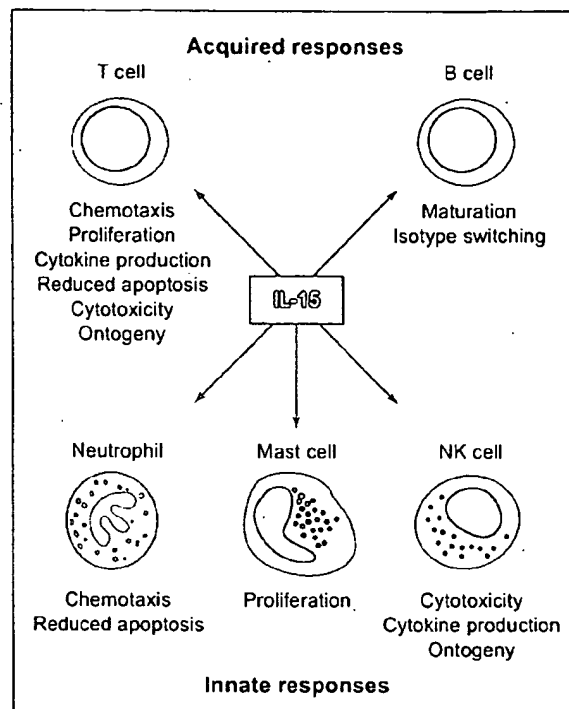 Acquired responses
T cell
Chemotaxis
Proliferation
Cytokine production
Reduced apoptosis
Cytotoxicity
Ontogeny
B cell
Maturation
Isotype switching
IL-15
Neutrophil
Chemotaxis
Reduced apoptosis
Mast cell
Proliferation
NK cell
Cytotoxicity
Cytokine production
Ontogeny
Innate responses